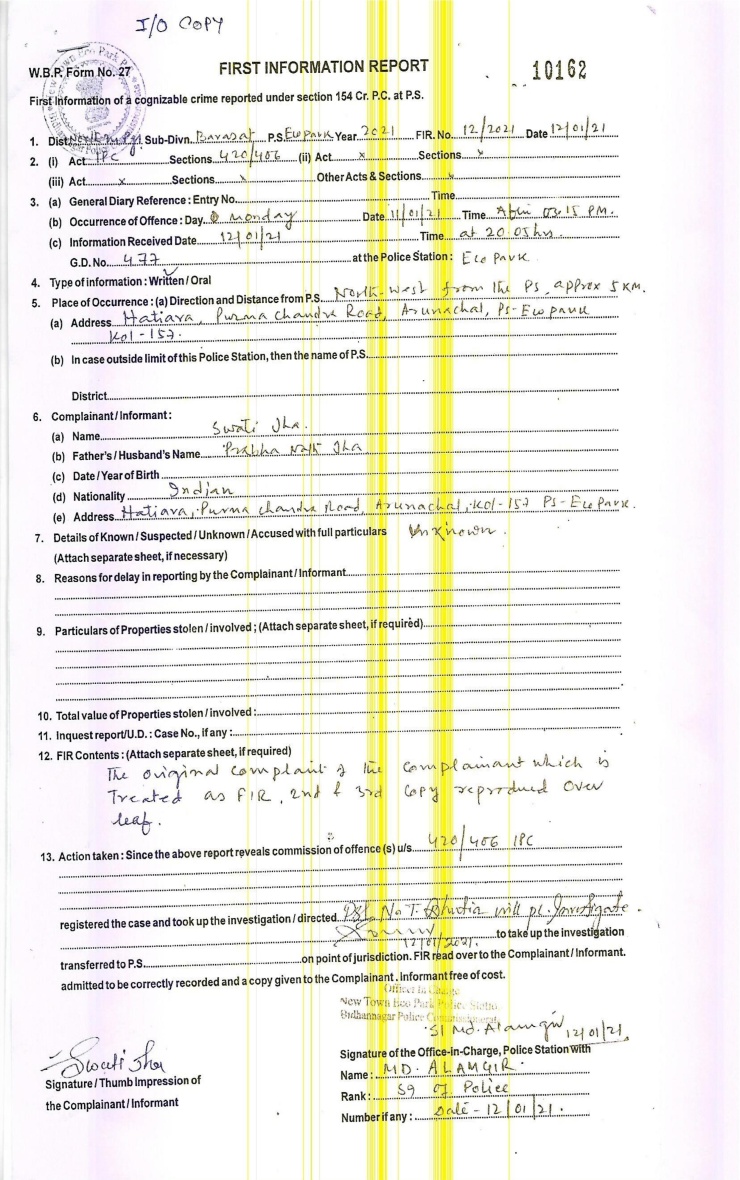 I/O COPY
New Town Eco Park P.S.
W.B.P. Form No. 27
FIRST INFORMATION REPORT
10162
First Information of a cognizable crime reported under section 154 Cr. P.C. at P.S.
1. Dist. North 24 Pgs. Sub-Divn. Barasat P.S. Eco park Year 2021 FIR. No. 12/2021 Date 12/01/21
2. (i) Act IPC Sections 420/406 (ii) Act x Sections x
(iii) Act x Sections x Other Acts & Sections x
3. (a) General Diary Reference : Entry No. Time
(b) Occurrence of Offence : Day Monday Date 11/01/21 Time 03:15 PM.
(c) Information Received Date 12/01/21 Time at 20.05 hrs.
G.D. No. 477 at the Police Station : Eco Park
4. Type of information : Written / Oral
5. Place of Occurrence : (a) Direction and Distance from P.S. North-West from the PS, approx 5 KM.
(a) Address Hatiara, Purma chandra Road, Arunachal, PS-Eco park
Kol-157.
(b) In case outside limit of this Police Station, then the name of P.S.
District
6. Complainant / Informant :
(a) Name Swati Jha.
(b) Father's / Husband's Name Prabha Nath Jha
(c) Date / Year of Birth
(d) Nationality Indian
(e) Address Hatiara, Purma chandra Road, Arunachal, Kol-157 PS-Eco Park.
7. Details of Known / Suspected / Unknown / Accused with full particulars Unknown.
(Attach separate sheet, if necessary)
8. Reasons for delay in reporting by the Complainant / Informant
9. Particulars of Properties stolen / involved ; (Attach separate sheet, if required)
10. Total value of Properties stolen / involved :
11. Inquest report/U.D. : Case No., if any :
12. FIR Contents : (Attach separate sheet, if required)
The original complaint of the complainant which is
Treated as FIR, 2nd & 3rd Copy reproduced over
leaf.
13. Action taken : Since the above report reveals commission of offence (s) u/s. 420/406 IPC
registered the case and took up the investigation / directed N. T. Bhutia will pl. Investigate.
12/01/2021. to take up the investigation
transferred to P.S. on point of jurisdiction. FIR read over to the Complainant / Informant.
admitted to be correctly recorded and a copy given to the Complainant . Informant free of cost.
Officer in Charge
New Town Eco Park Police Statio
Bidhannagar Police Commissionerate
SI Md. Alamgir 12/01/21,
Swati Jha
Signature of the Office-in-Charge, Police Station with
Signature / Thumb Impression of
Name : MD. ALAMGIR.
the Complainant / Informant
Rank : of Police
Number if any : Date - 12/01/21.